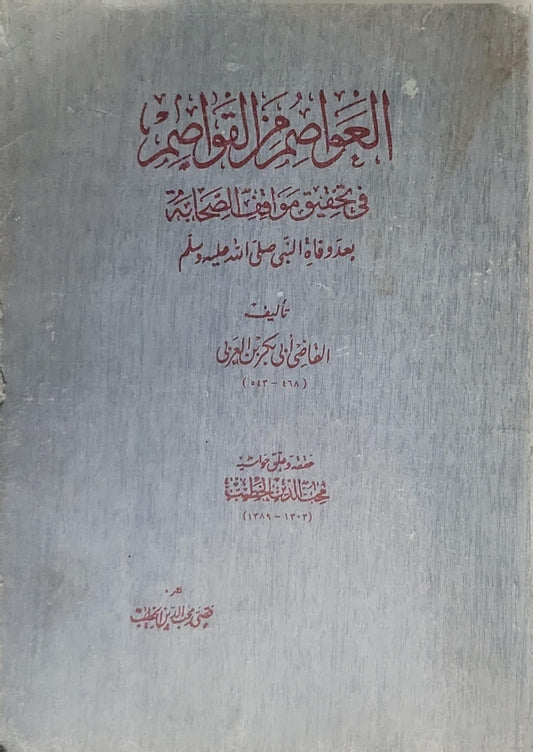 العواصم من القواصم
في تحقيق مواقف الصحابة
بعد وفاة النبي صلى الله عليه وسلم
تأليف
القاضي أبي بكر بن العربي
(٤٦٨ - ٥٤٣)
حققه وعلق حواشيه
محب الدين الخطيب
(١٣٠٣ - ١٣٨٩)
نشره
قصي محب الدين الخطيب